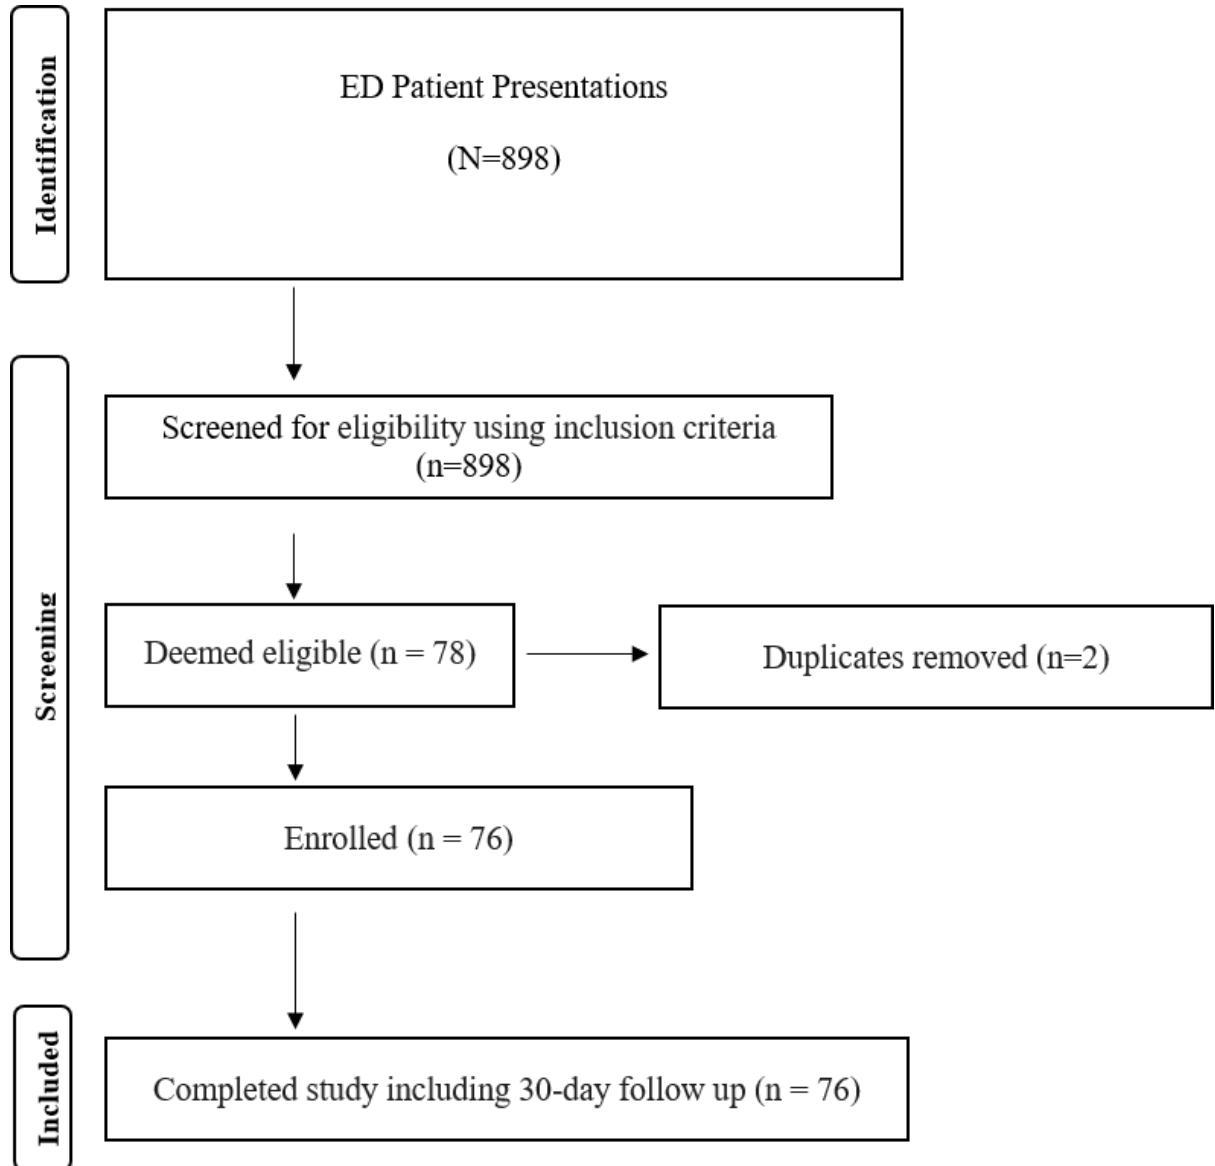 Identification
ED Patient Presentations
(N=898)
Screening
Screened for eligibility using inclusion criteria
(n=898)
Deemed eligible (n = 78)
Duplicates removed (n=2)
Enrolled (n = 76)
Included
Completed study including 30-day follow up (n = 76)